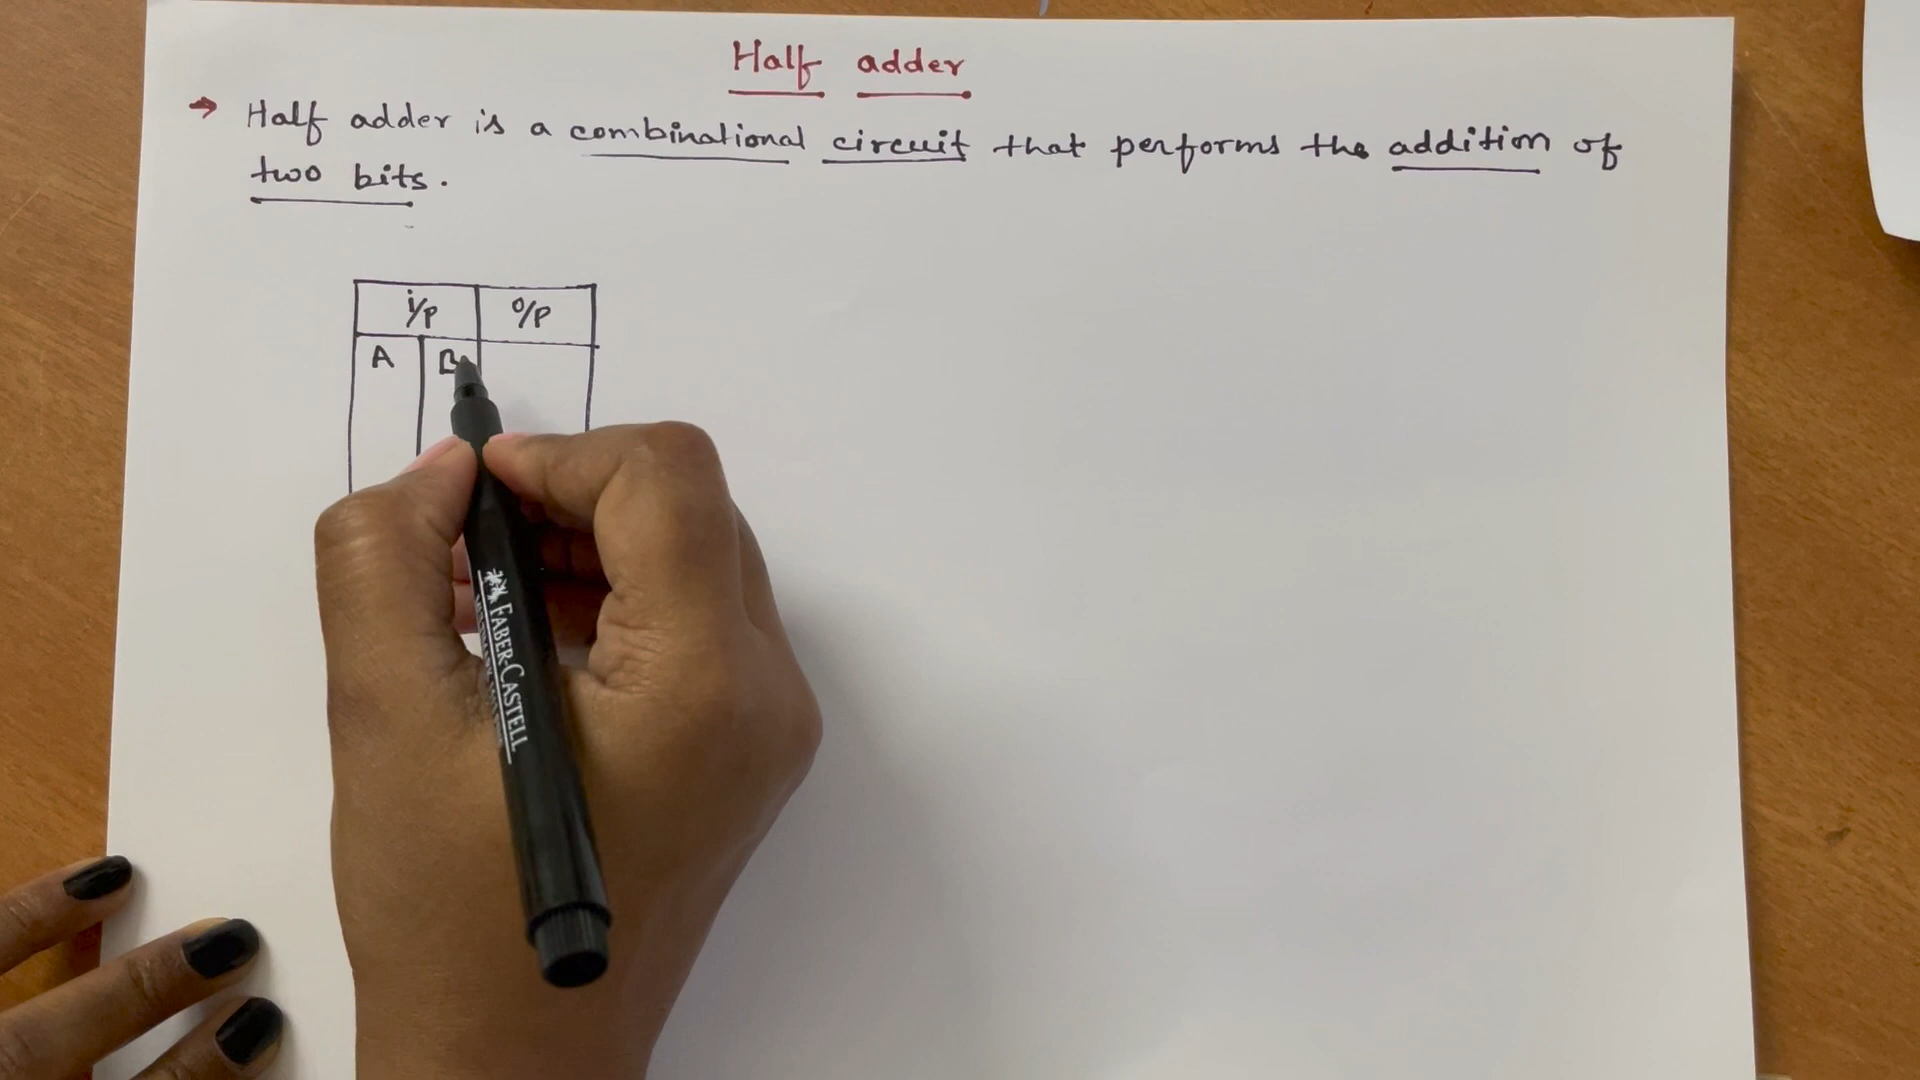 Half adder
→ Half adder is a combinational circuit that performs the addition of
two bits.
i/p o/p
A B
FABER-CASTELL